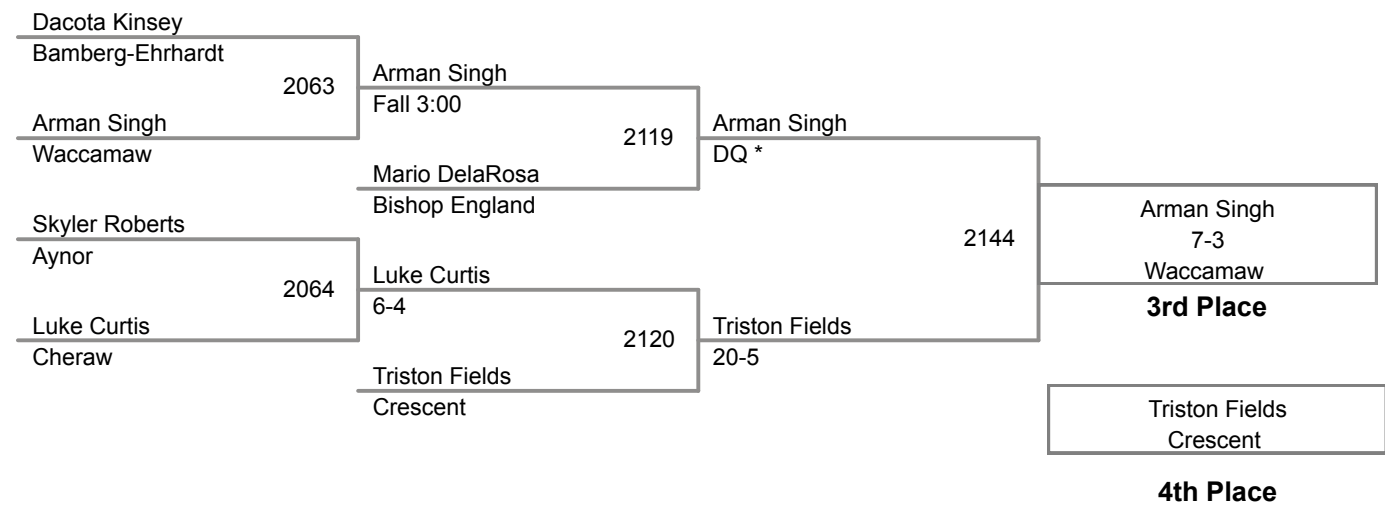 Dacota Kinsey
Bamberg-Ehrhardt
2063
Arman Singh
Waccamaw
Skyler Roberts
Aynor
2064
Luke Curtis
Cheraw
Arman Singh
Fall 3:00
2119
Mario DelaRosa
Bishop England
Luke Curtis
6-4
2120
Triston Fields
Crescent
Arman Singh
DQ *
2144
Triston Fields
20-5
Arman Singh
7-3
Waccamaw
3rd Place
Triston Fields
Crescent
4th Place